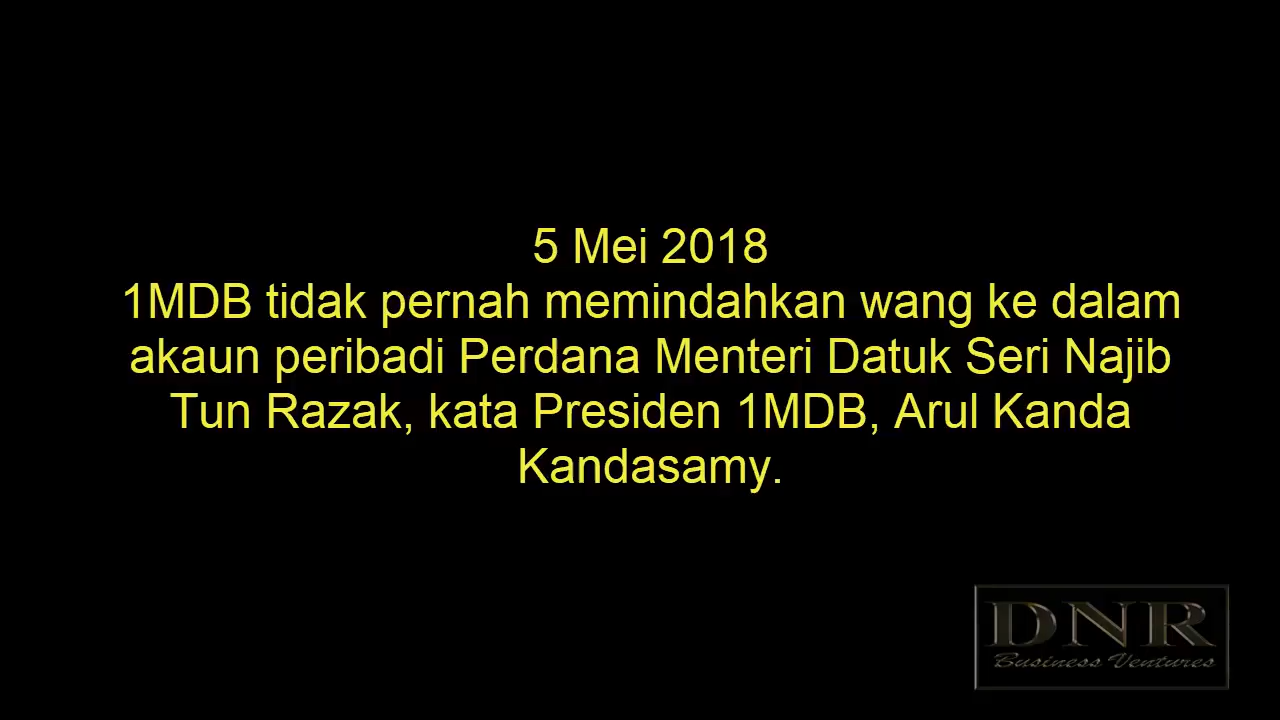 5 Mei 2018
1MDB tidak pernah memindahkan wang ke dalam
akaun peribadi Perdana Menteri Datuk Seri Najib
Tun Razak, kata Presiden 1MDB, Arul Kanda
Kandasamy.
DNR
Business Ventures